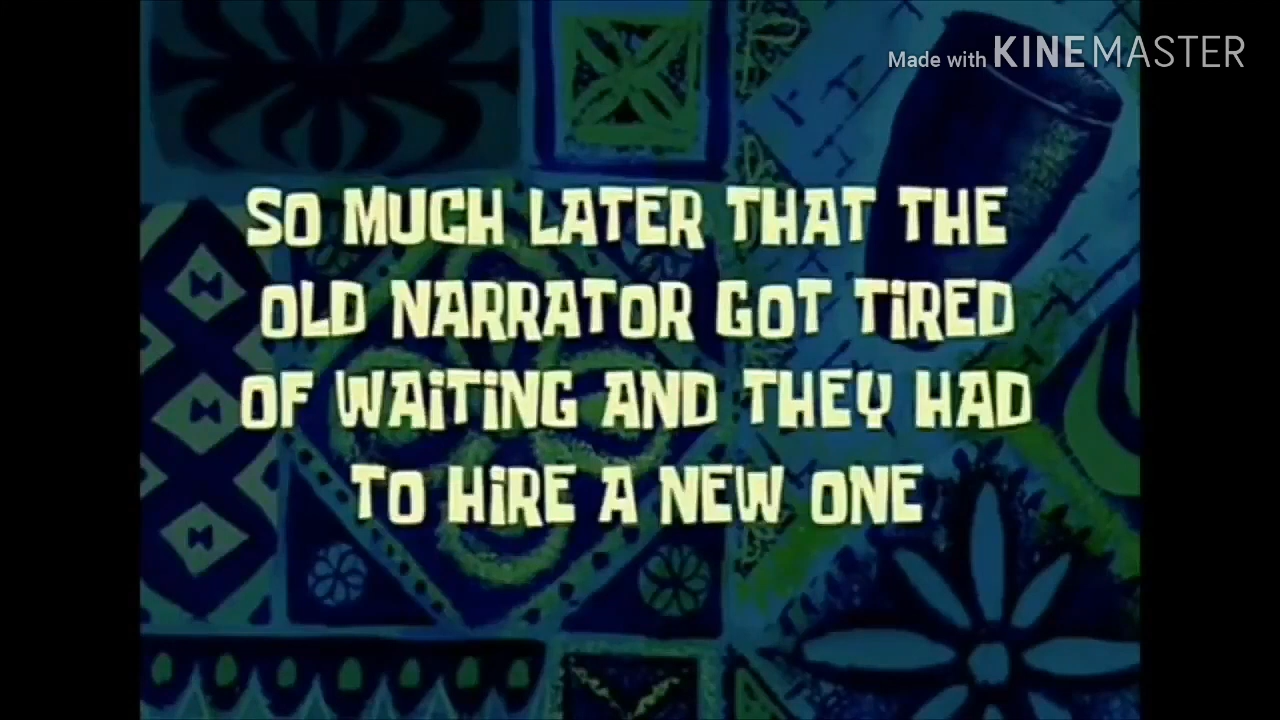 Made with KINEMASTER
SO MUCH LATER THAT THE
OLD NARRATOR GOT TiRED
OF WAiTiNG AND THEY HAD
TO HiRE A NEW ONE